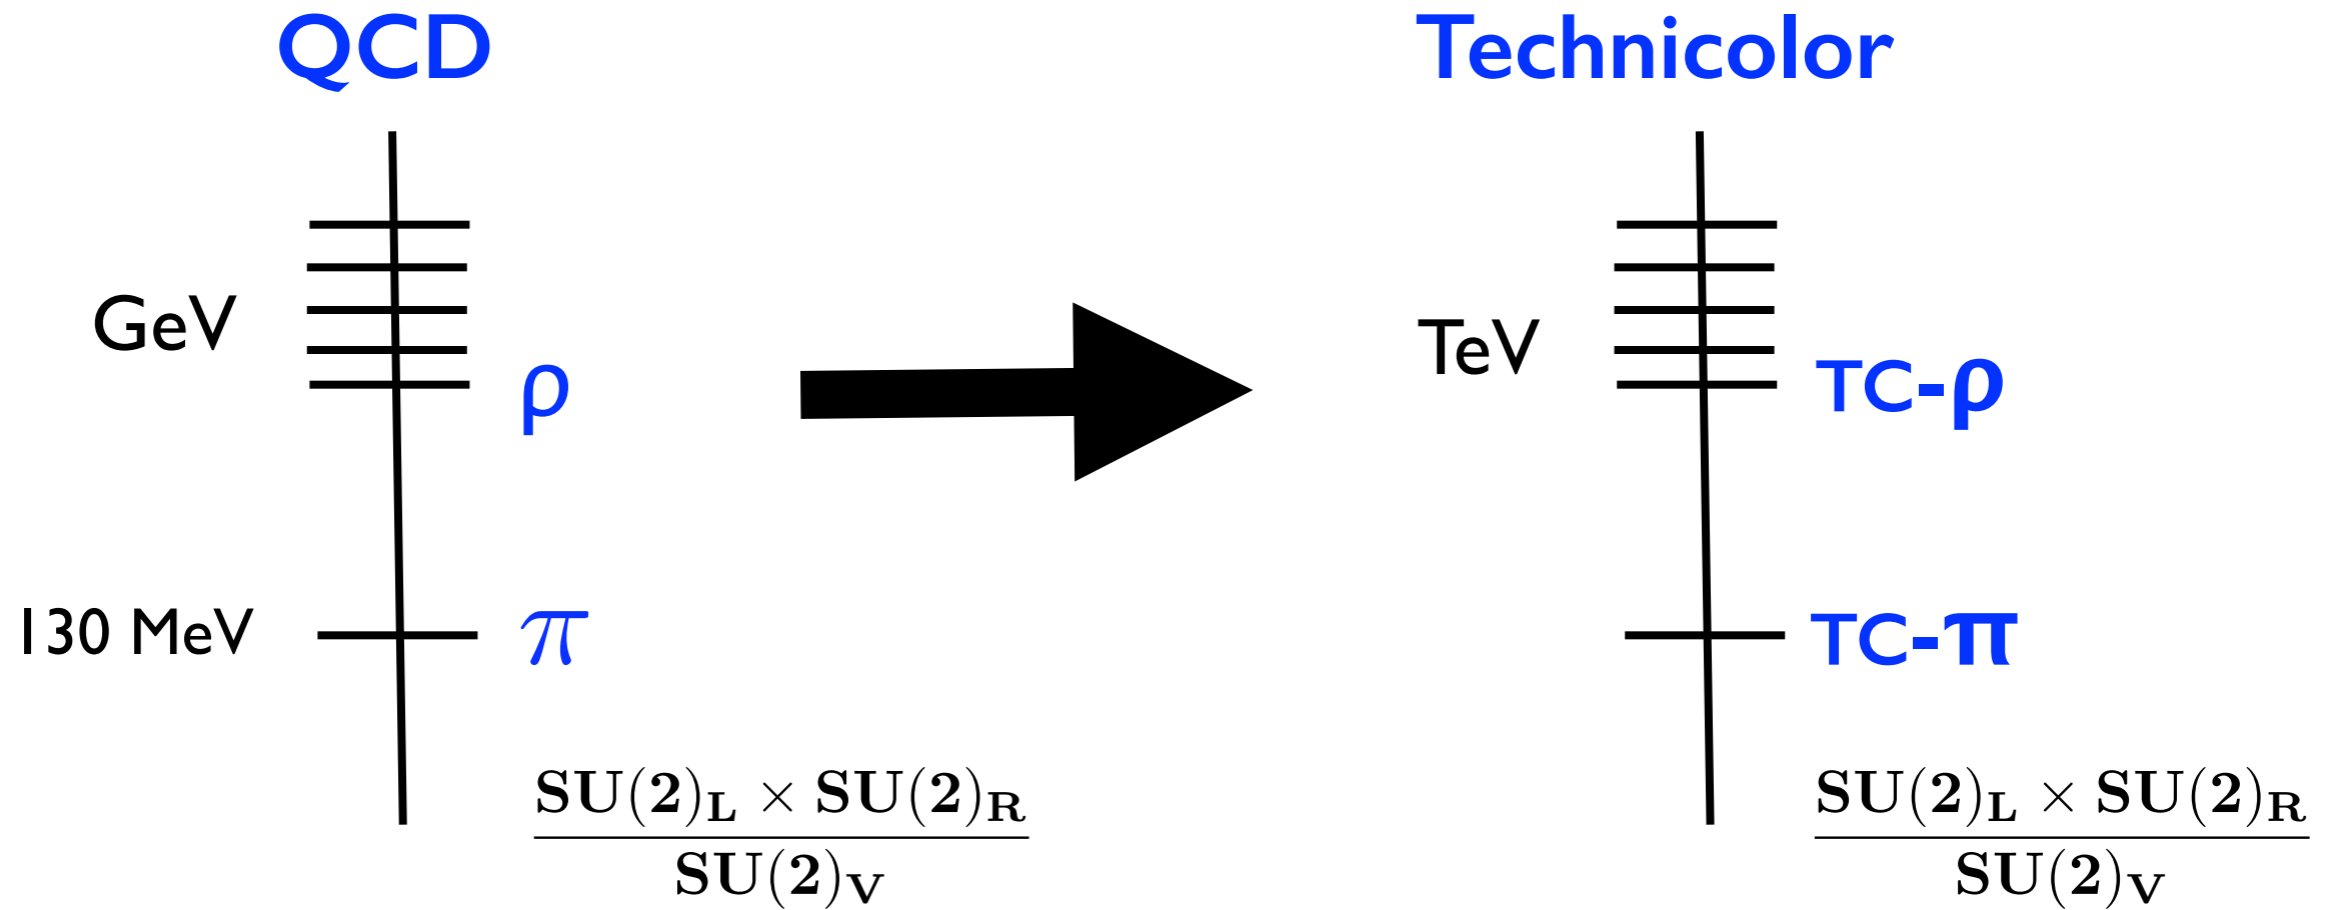 QCD
GeV
ρ
130 MeV
π
SU(2)L × SU(2)R
SU(2)V
Technicolor
TeV
TC-ρ
TC-π
SU(2)L × SU(2)R
SU(2)V